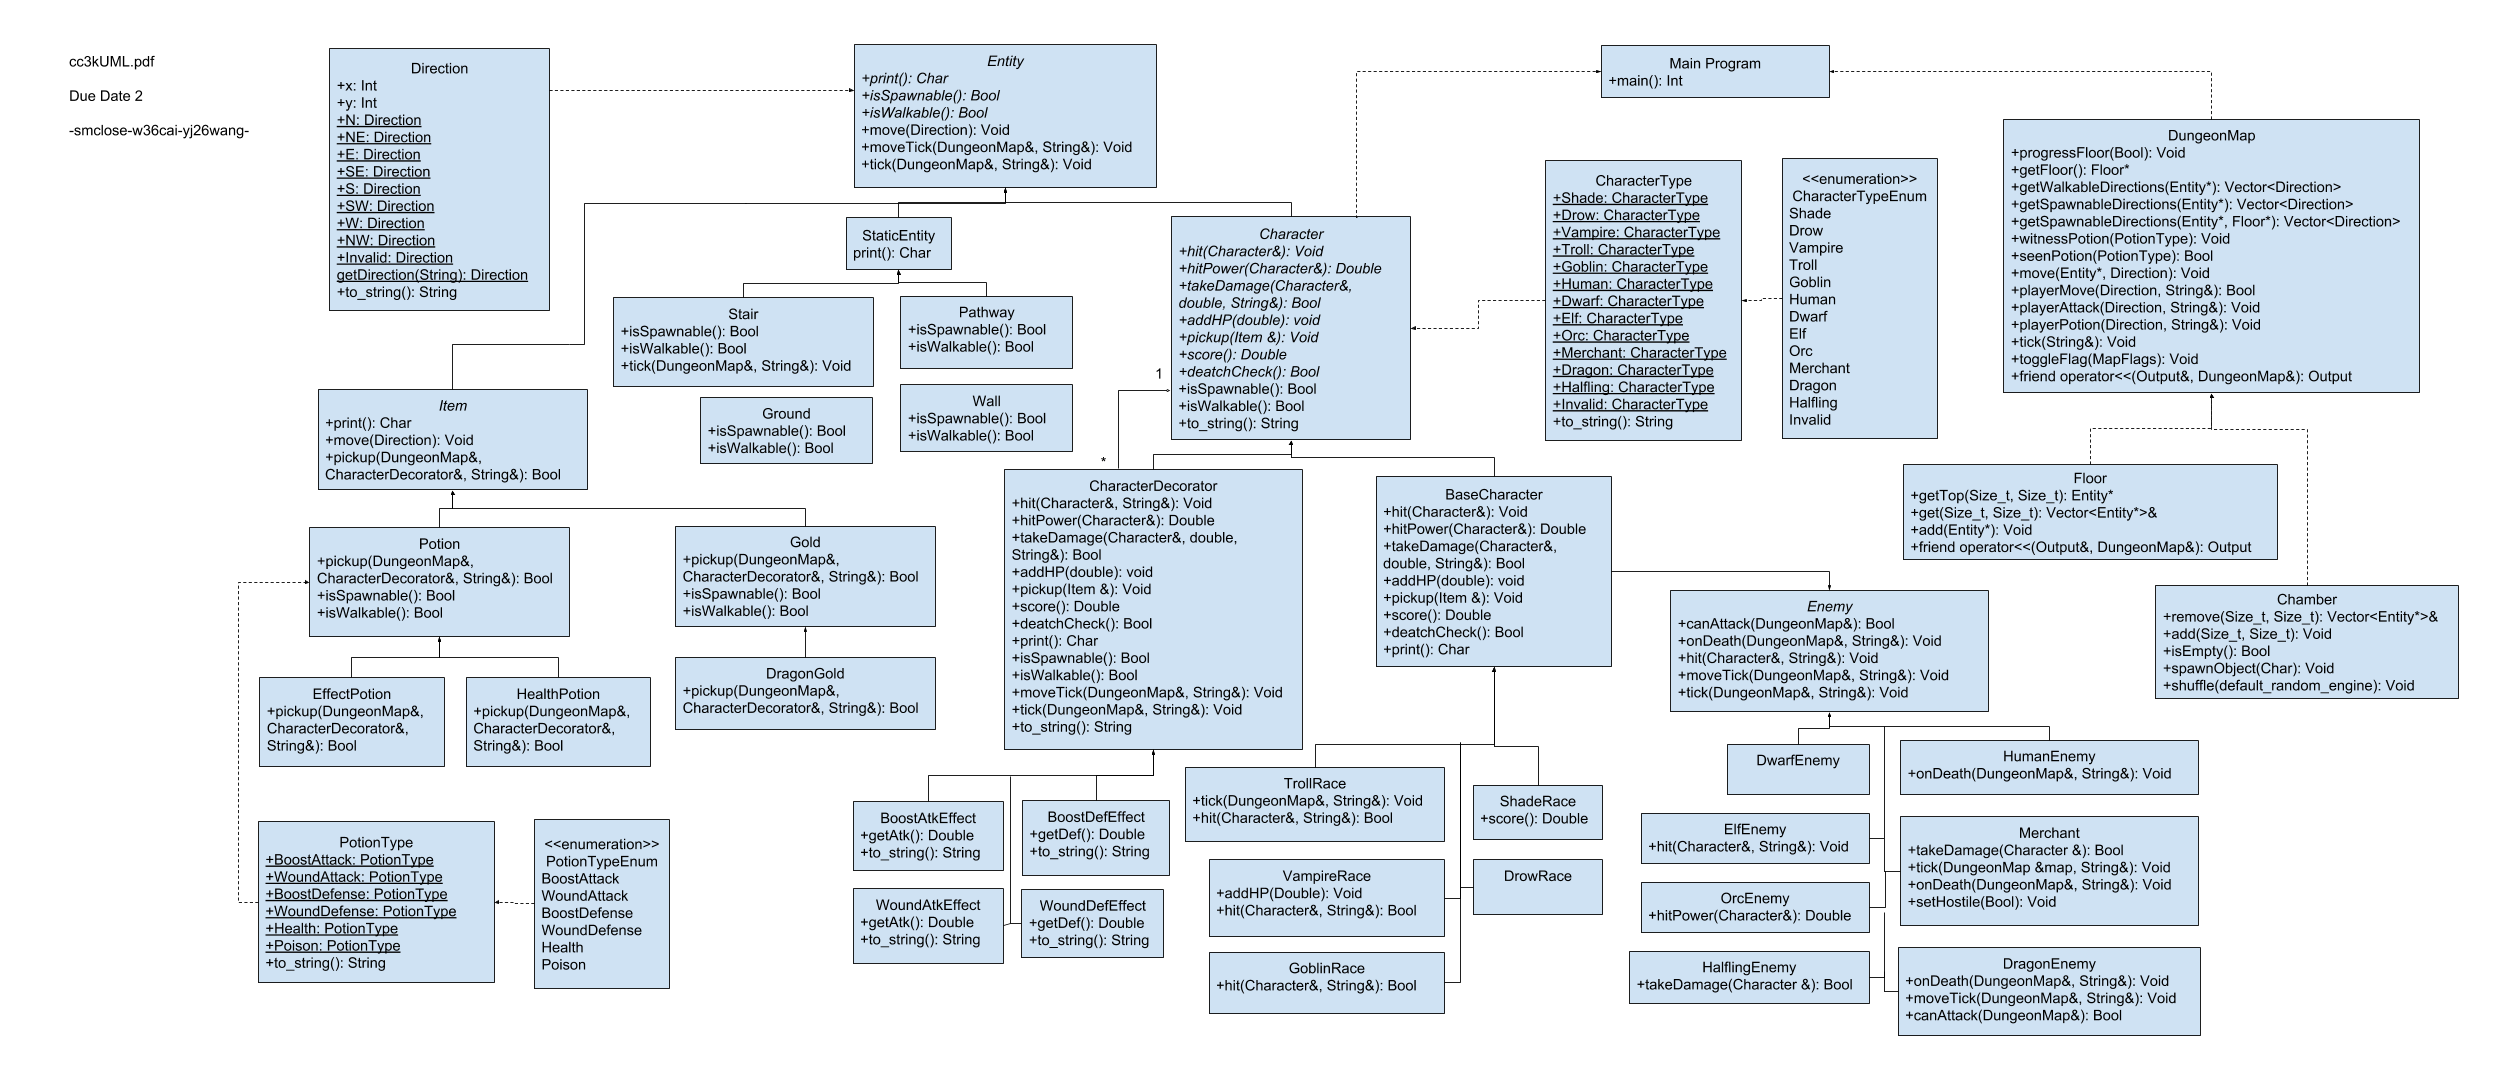 cc3kUML.pdf
Due Date 2
-smclose-w36cai-yj26wang-
Direction
+x: Int
+y: Int
+N: Direction
+NE: Direction
+E: Direction
+SE: Direction
+S: Direction
+SW: Direction
+W: Direction
+NW: Direction
+Invalid: Direction
getDirection(String): Direction
+to_string(): String
Entity
+print(): Char
+isSpawnable(): Bool
+isWalkable(): Bool
+move(Direction): Void
+moveTick(DungeonMap&, String&): Void
+tick(DungeonMap&, String&): Void
Main Program
+main(): Int
DungeonMap
+progressFloor(Bool): Void
+getFloor(): Floor*
+getWalkableDirections(Entity*): Vector<Direction>
+getSpawnableDirections(Entity*): Vector<Direction>
+getSpawnableDirections(Entity*, Floor*): Vector<Direction>
+witnessPotion(PotionType): Void
+seenPotion(PotionType): Bool
+move(Entity*, Direction): Void
+playerMove(Direction, String&): Bool
+playerAttack(Direction, String&): Void
+playerPotion(Direction, String&): Void
+tick(String&): Void
+toggleFlag(MapFlags): Void
+friend operator<<(Output&, DungeonMap&): Output
CharacterType
+Shade: CharacterType
+Drow: CharacterType
+Vampire: CharacterType
+Troll: CharacterType
+Goblin: CharacterType
+Human: CharacterType
+Dwarf: CharacterType
+Elf: CharacterType
+Orc: CharacterType
+Merchant: CharacterType
+Dragon: CharacterType
+Halfling: CharacterType
+Invalid: CharacterType
+to_string(): String
<<enumeration>>
CharacterTypeEnum
Shade
Drow
Vampire
Troll
Goblin
Human
Dwarf
Elf
Orc
Merchant
Dragon
Halfling
Invalid
StaticEntity
print(): Char
Character
+hit(Character&): Void
+hitPower(Character&): Double
+takeDamage(Character&,
double, String&): Bool
+addHP(double): void
+pickup(Item &): Void
+score(): Double
+deatchCheck(): Bool
+isSpawnable(): Bool
+isWalkable(): Bool
+to_string(): String
Stair
+isSpawnable(): Bool
+isWalkable(): Bool
+tick(DungeonMap&, String&): Void
Pathway
+isSpawnable(): Bool
+isWalkable(): Bool
Ground
+isSpawnable(): Bool
+isWalkable(): Bool
Wall
+isSpawnable(): Bool
+isWalkable(): Bool
1
*
Item
+print(): Char
+move(Direction): Void
+pickup(DungeonMap&,
CharacterDecorator&, String&): Bool
Floor
+getTop(Size_t, Size_t): Entity*
+get(Size_t, Size_t): Vector<Entity*>&
+add(Entity*): Void
+friend operator<<(Output&, DungeonMap&): Output
Chamber
+remove(Size_t, Size_t): Vector<Entity*>&
+add(Size_t, Size_t): Void
+isEmpty(): Bool
+spawnObject(Char): Void
+shuffle(default_random_engine): Void
Potion
+pickup(DungeonMap&,
CharacterDecorator&, String&): Bool
+isSpawnable(): Bool
+isWalkable(): Bool
Gold
+pickup(DungeonMap&,
CharacterDecorator&, String&): Bool
+isSpawnable(): Bool
+isWalkable(): Bool
CharacterDecorator
+hit(Character&, String&): Void
+hitPower(Character&): Double
+takeDamage(Character&, double,
String&): Bool
+addHP(double): void
+pickup(Item &): Void
+score(): Double
+deatchCheck(): Bool
+print(): Char
+isSpawnable(): Bool
+isWalkable(): Bool
+moveTick(DungeonMap&, String&): Void
+tick(DungeonMap&, String&): Void
+to_string(): String
BaseCharacter
+hit(Character&): Void
+hitPower(Character&): Double
+takeDamage(Character&,
double, String&): Bool
+addHP(double): void
+pickup(Item &): Void
+score(): Double
+deatchCheck(): Bool
+print(): Char
Enemy
+canAttack(DungeonMap&): Bool
+onDeath(DungeonMap&, String&): Void
+hit(Character&, String&): Void
+moveTick(DungeonMap&, String&): Void
+tick(DungeonMap&, String&): Void
EffectPotion
+pickup(DungeonMap&,
CharacterDecorator&,
String&): Bool
HealthPotion
+pickup(DungeonMap&,
CharacterDecorator&,
String&): Bool
DragonGold
+pickup(DungeonMap&,
CharacterDecorator&, String&): Bool
PotionType
+BoostAttack: PotionType
+WoundAttack: PotionType
+BoostDefense: PotionType
+WoundDefense: PotionType
+Health: PotionType
+Poison: PotionType
+to_string(): String
<<enumeration>>
PotionTypeEnum
BoostAttack
WoundAttack
BoostDefense
WoundDefense
Health
Poison
BoostAtkEffect
+getAtk(): Double
+to_string(): String
BoostDefEffect
+getDef(): Double
+to_string(): String
WoundAtkEffect
+getAtk(): Double
+to_string(): String
WoundDefEffect
+getDef(): Double
+to_string(): String
TrollRace
+tick(DungeonMap&, String&): Void
+hit(Character&, String&): Bool
ShadeRace
+score(): Double
VampireRace
+addHP(Double): Void
+hit(Character&, String&): Bool
DrowRace
GoblinRace
+hit(Character&, String&): Bool
DwarfEnemy
HumanEnemy
+onDeath(DungeonMap&, String&): Void
ElfEnemy
+hit(Character&, String&): Void
Merchant
+takeDamage(Character &): Bool
+tick(DungeonMap &map, String&): Void
+onDeath(DungeonMap&, String&): Void
+setHostile(Bool): Void
OrcEnemy
+hitPower(Character&): Double
HalflingEnemy
+takeDamage(Character &): Bool
DragonEnemy
+onDeath(DungeonMap&, String&): Void
+moveTick(DungeonMap&, String&): Void
+canAttack(DungeonMap&): Bool